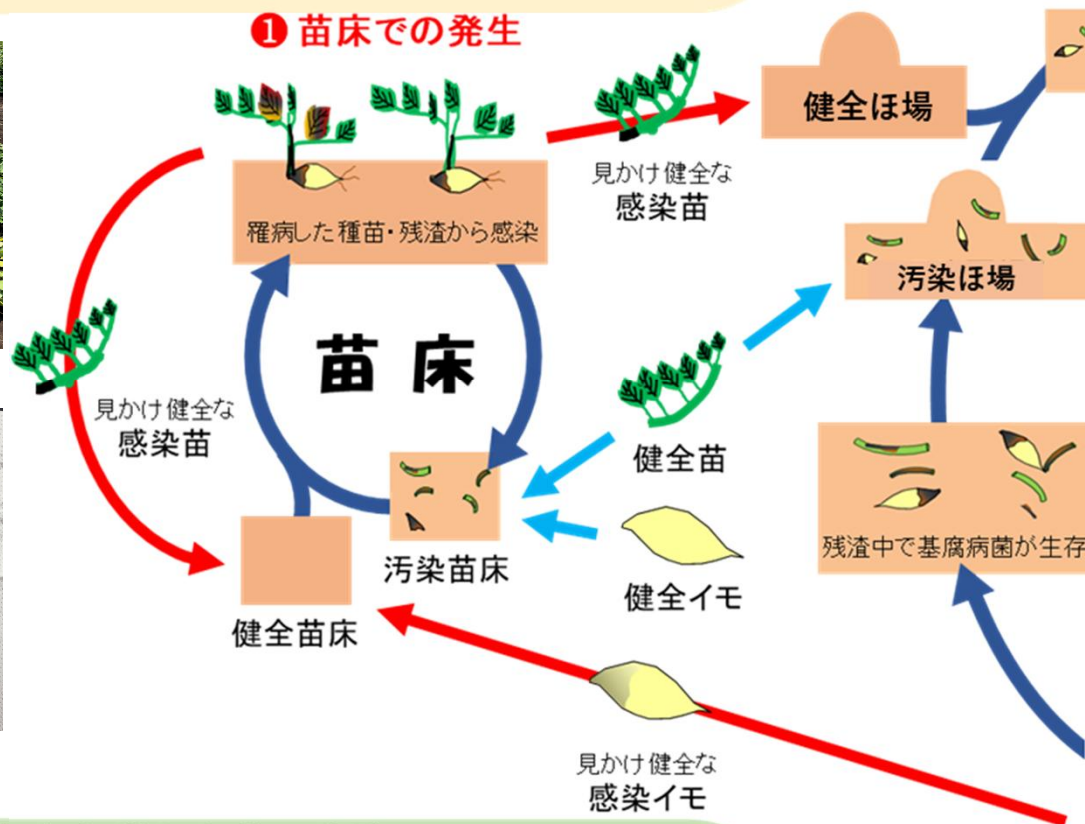 ❶ 苗床での発生
健全ほ場
見かけ健全な
感染苗
罹病した種苗・残渣から感染
汚染ほ場
苗床
見かけ健全な
感染苗
健全苗
残渣中で基腐病菌が生存
汚染苗床
健全イモ
健全苗床
見かけ健全な
感染イモ